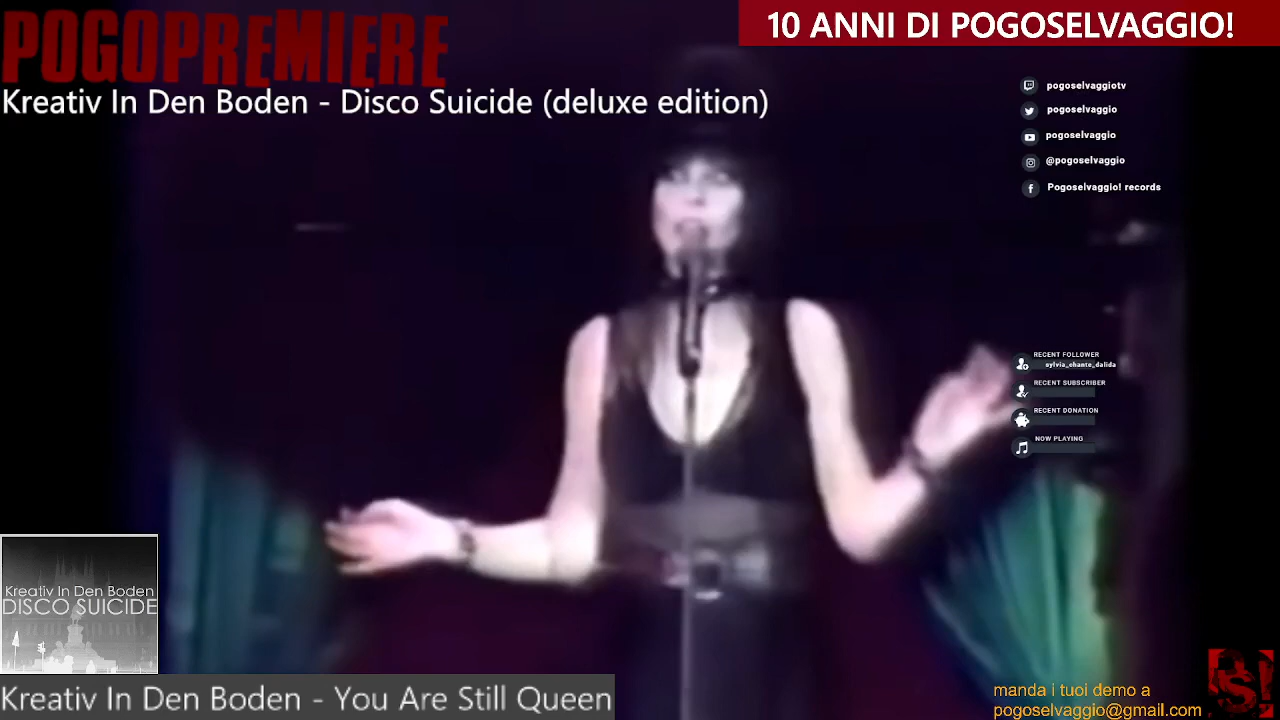 POGOPREMIERE
10 ANNI DI POGOSELVAGGIO!
Kreativ In Den Boden - Disco Suicide (deluxe edition)
pogoselvaggiotv
pogoselvaggio
pogoselvaggio
@pogoselvaggio
Pogoselvaggio! records
RECENT FOLLOWER
sylvia_chante_dalida
RECENT SUBSCRIBER
RECENT DONATION
NOW PLAYING
Kreativ In Den Boden
DISCO SUICIDE
Kreativ In Den Boden - You Are Still Queen
manda i tuoi demo a
pogoselvaggio@gmail.com
PS!